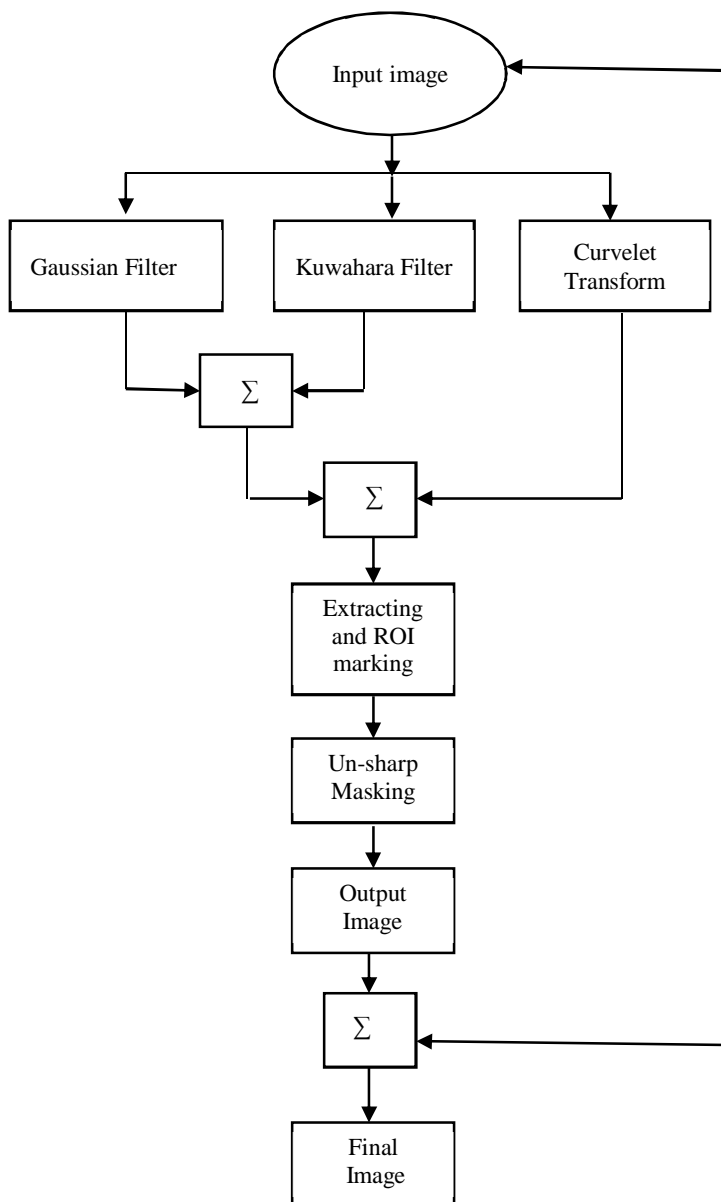 Input image
Gaussian Filter
Kuwahara Filter
Curvelet
Transform
∑
∑
Extracting
and ROI
marking
Un-sharp
Masking
Output
Image
∑
Final
Image